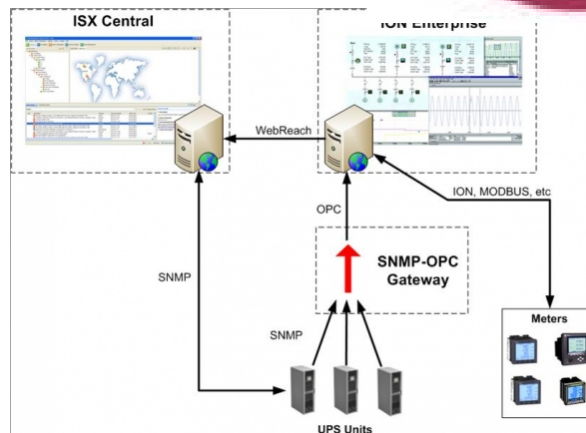 ISX Central
ION Enterprise
WebReach
OPC
ION, MODBUS, etc
SNMP
SNMP-OPC
Gateway
SNMP
Meters
UPS Units